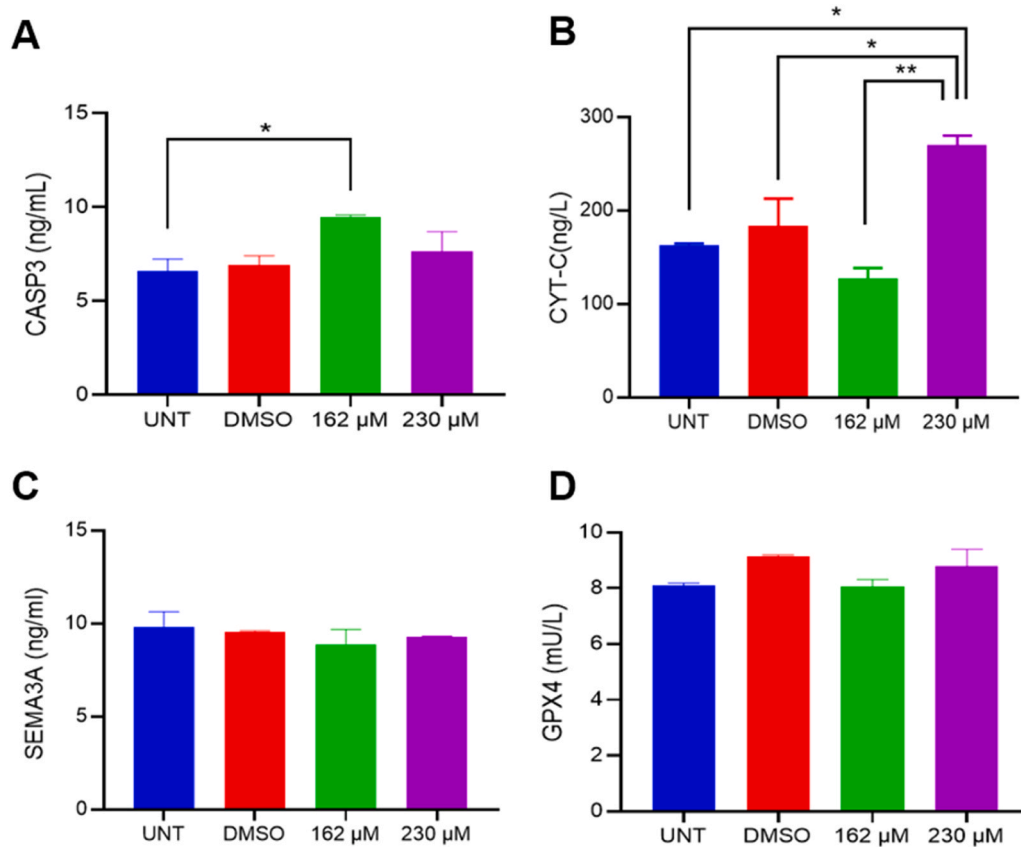 A
B
*
*
**
*
CASP3 (ng/mL)
15
10
5
0
UNT DMSO 162 µM 230 µM
CYT-C(ng/L)
300
200
100
0
UNT DMSO 162 µM 230 µM
C
D
SEMA3A (ng/ml)
15
10
5
0
UNT DMSO 162 µM 230 µM
GPX4 (mU/L)
10
8
6
4
2
0
UNT DMSO 162 µM 230 µM